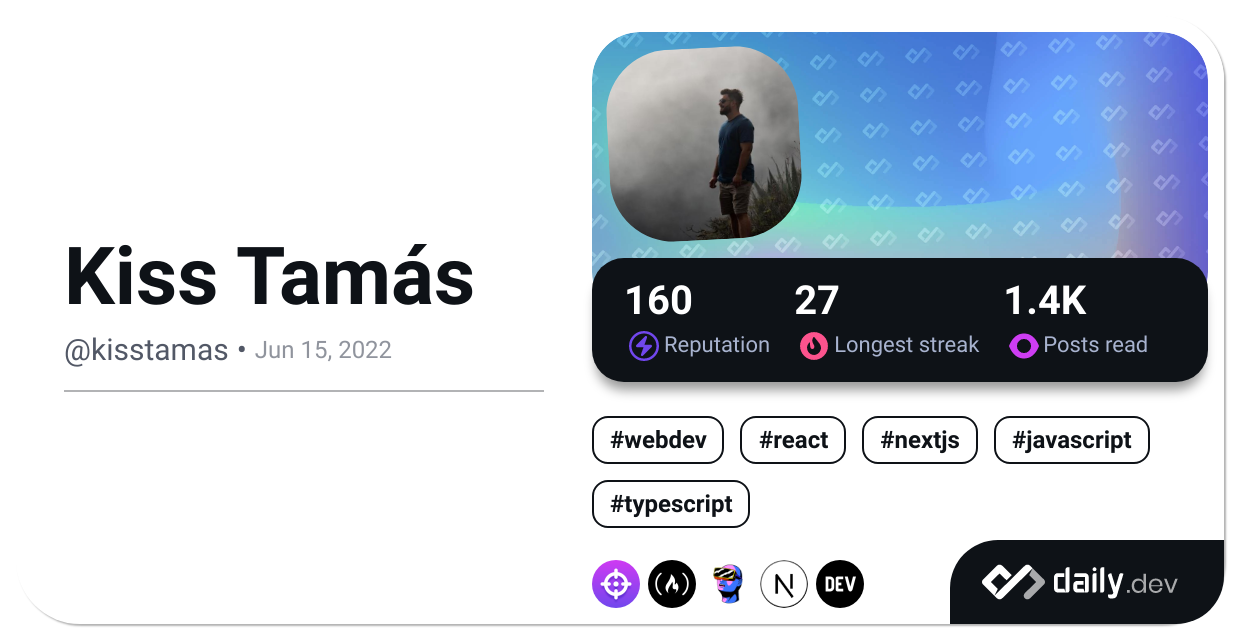 Kiss Tamás
@kisstamas • Jun 15, 2022
160 27 1.4K
Reputation Longest streak Posts read
#webdev #react #nextjs #javascript
#typescript
N DEV
daily.dev